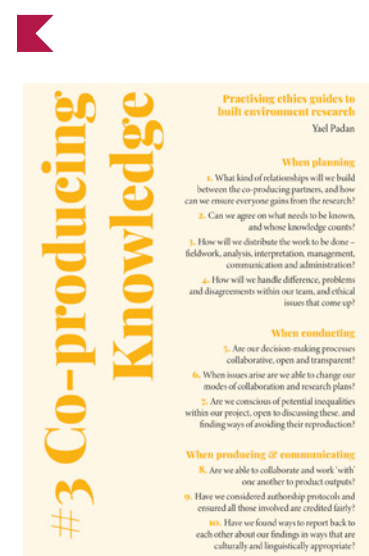 #3 Co-producing
Knowledge
Practising ethics guides to
built environment research
Yael Padan
When planning
1. What kind of relationships will we build
between the co-producing partners, and how
can we ensure everyone gains from the research?
2. Can we agree on what needs to be known,
and whose knowledge counts?
3. How will we distribute the work to be done –
fieldwork, analysis, interpretation, management,
communication and administration?
4. How will we handle difference, problems
and disagreements within our team, and ethical
issues that come up?
When conducting
5. Are our decision-making processes
collaborative, open and transparent?
6. When issues arise are we able to change our
modes of collaboration and research plans?
7. Are we conscious of potential inequalities
within our project, open to discussing these, and
finding ways of avoiding their reproduction?
When producing & communicating
8. Are we able to collaborate and work 'with'
one another to product outputs?
9. Have we considered authorship protocols and
ensured all those involved are credited fairly?
10. Have we found ways to report back to
each other about our findings in ways that are
culturally and linguistically appropriate?